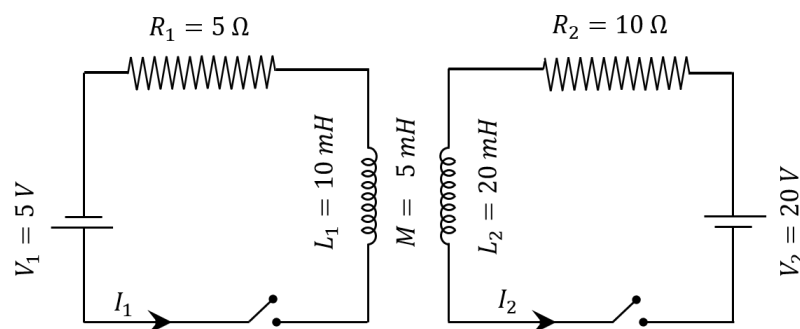 R₁ = 5 Ω
R₂ = 10 Ω
V₁ = 5 V
L₁ = 10 mH
M = 5 mH
L₂ = 20 mH
V₂ = 20 V
I₁
I₂